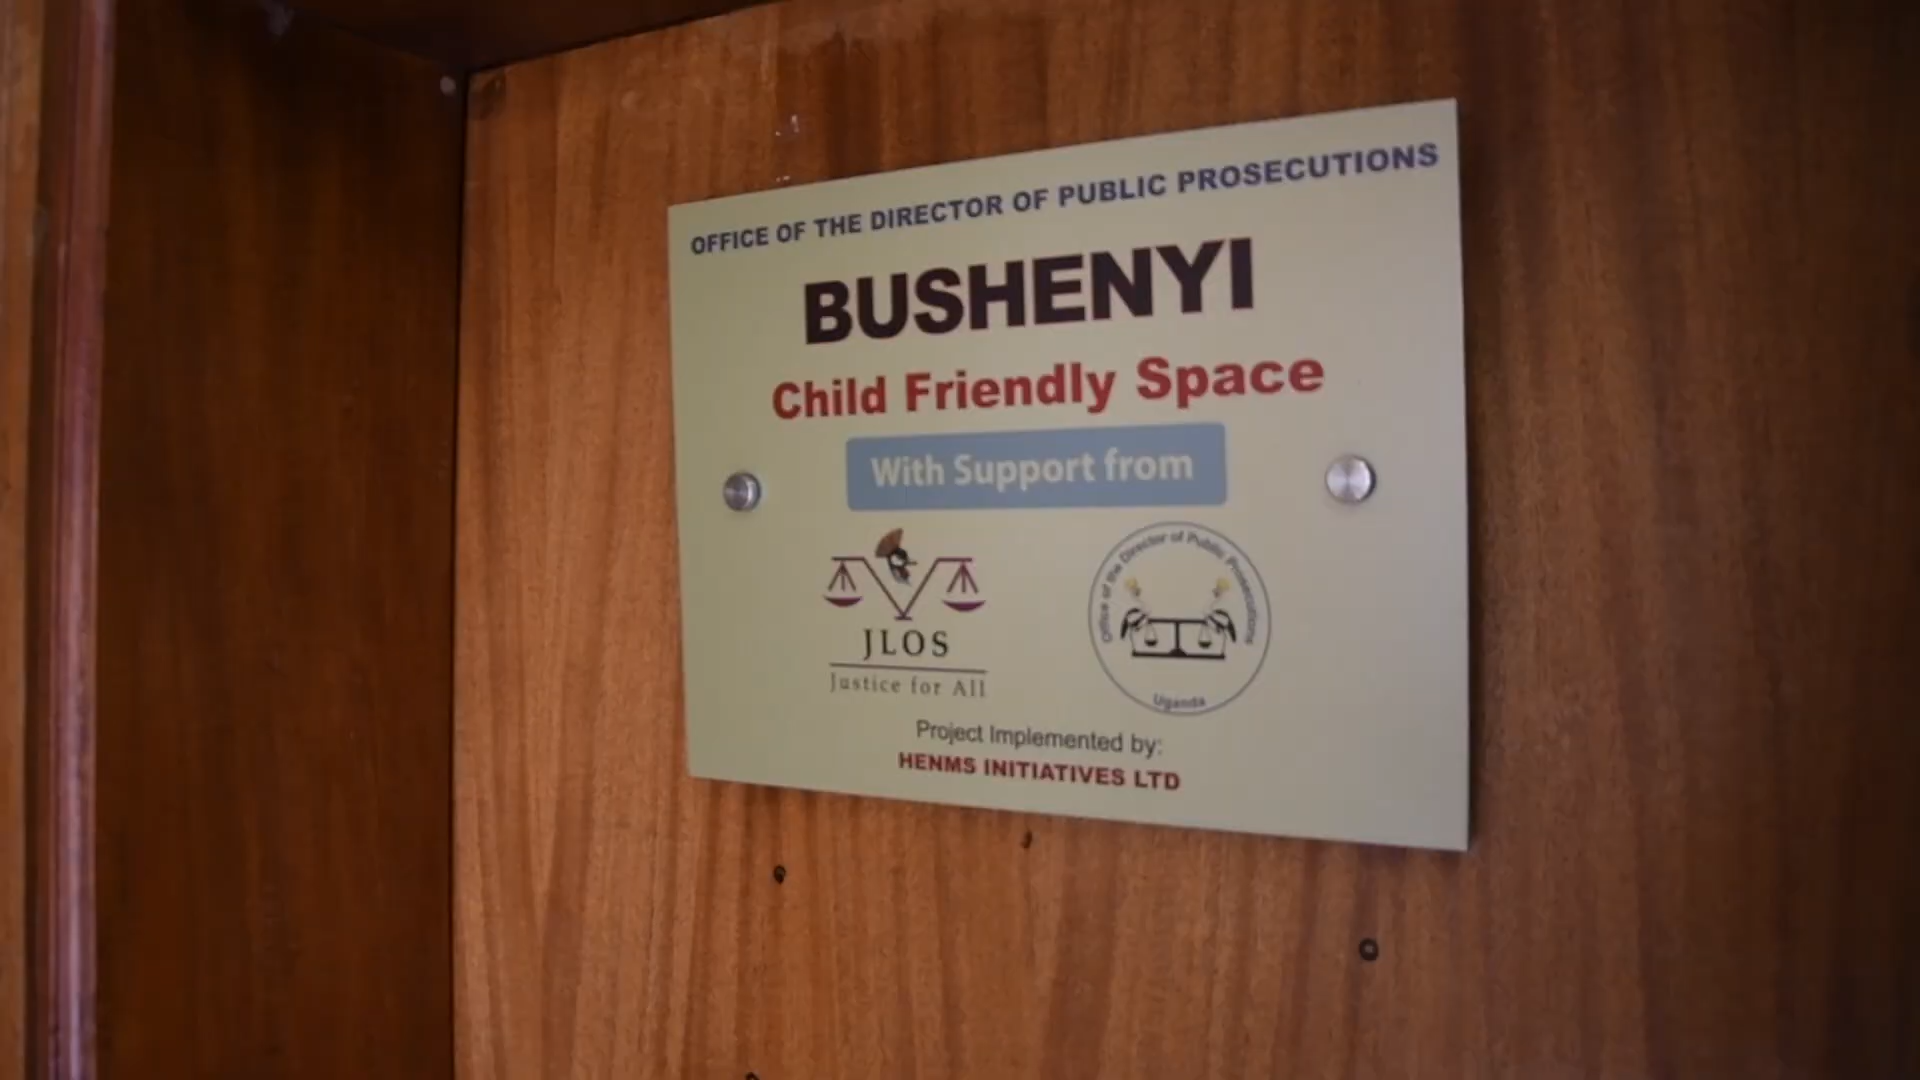 OFFICE OF THE DIRECTOR OF PUBLIC PROSECUTIONS
BUSHENYI
Child Friendly Space
With Support from
JLOS
Justice for All
Office of the Director of Public Prosecutions
Uganda
Project Implemented by:
HENMS INITIATIVES LTD